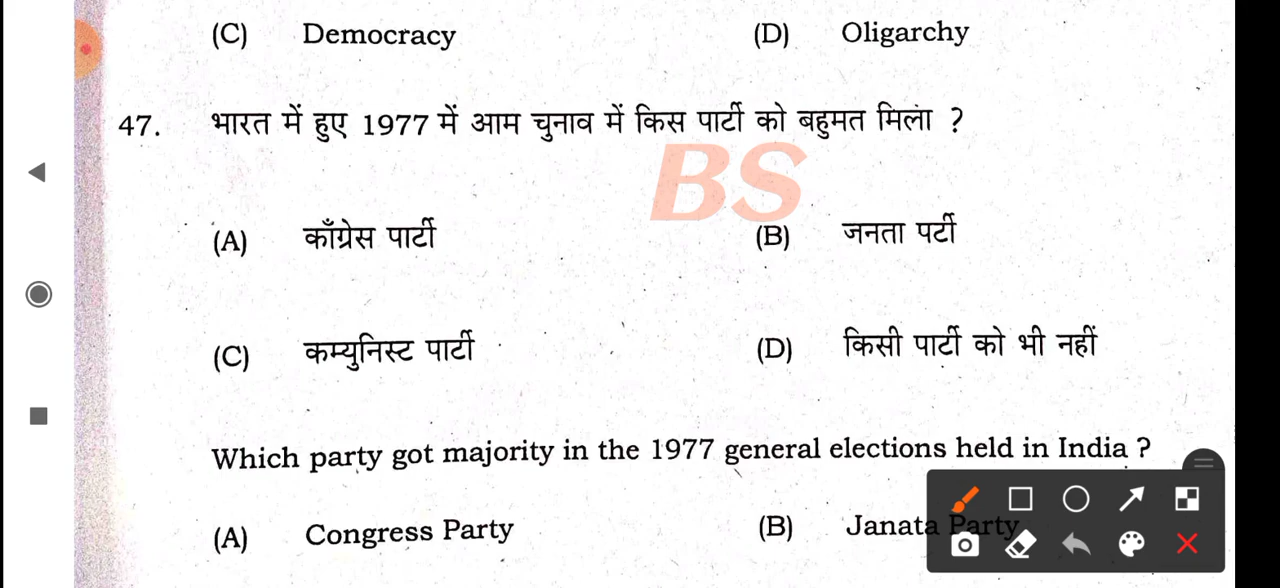 (C) Democracy (D) Oligarchy
47. भारत में हुए 1977 में आम चुनाव में किस पार्टी को बहुमत मिला ?
BS
(A) काँग्रेस पार्टी (B) जनता पर्टी
(C) कम्युनिस्ट पार्टी (D) किसी पार्टी को भी नहीं
Which party got majority in the 1977 general elections held in India ?
(A) Congress Party (B) Janata Party